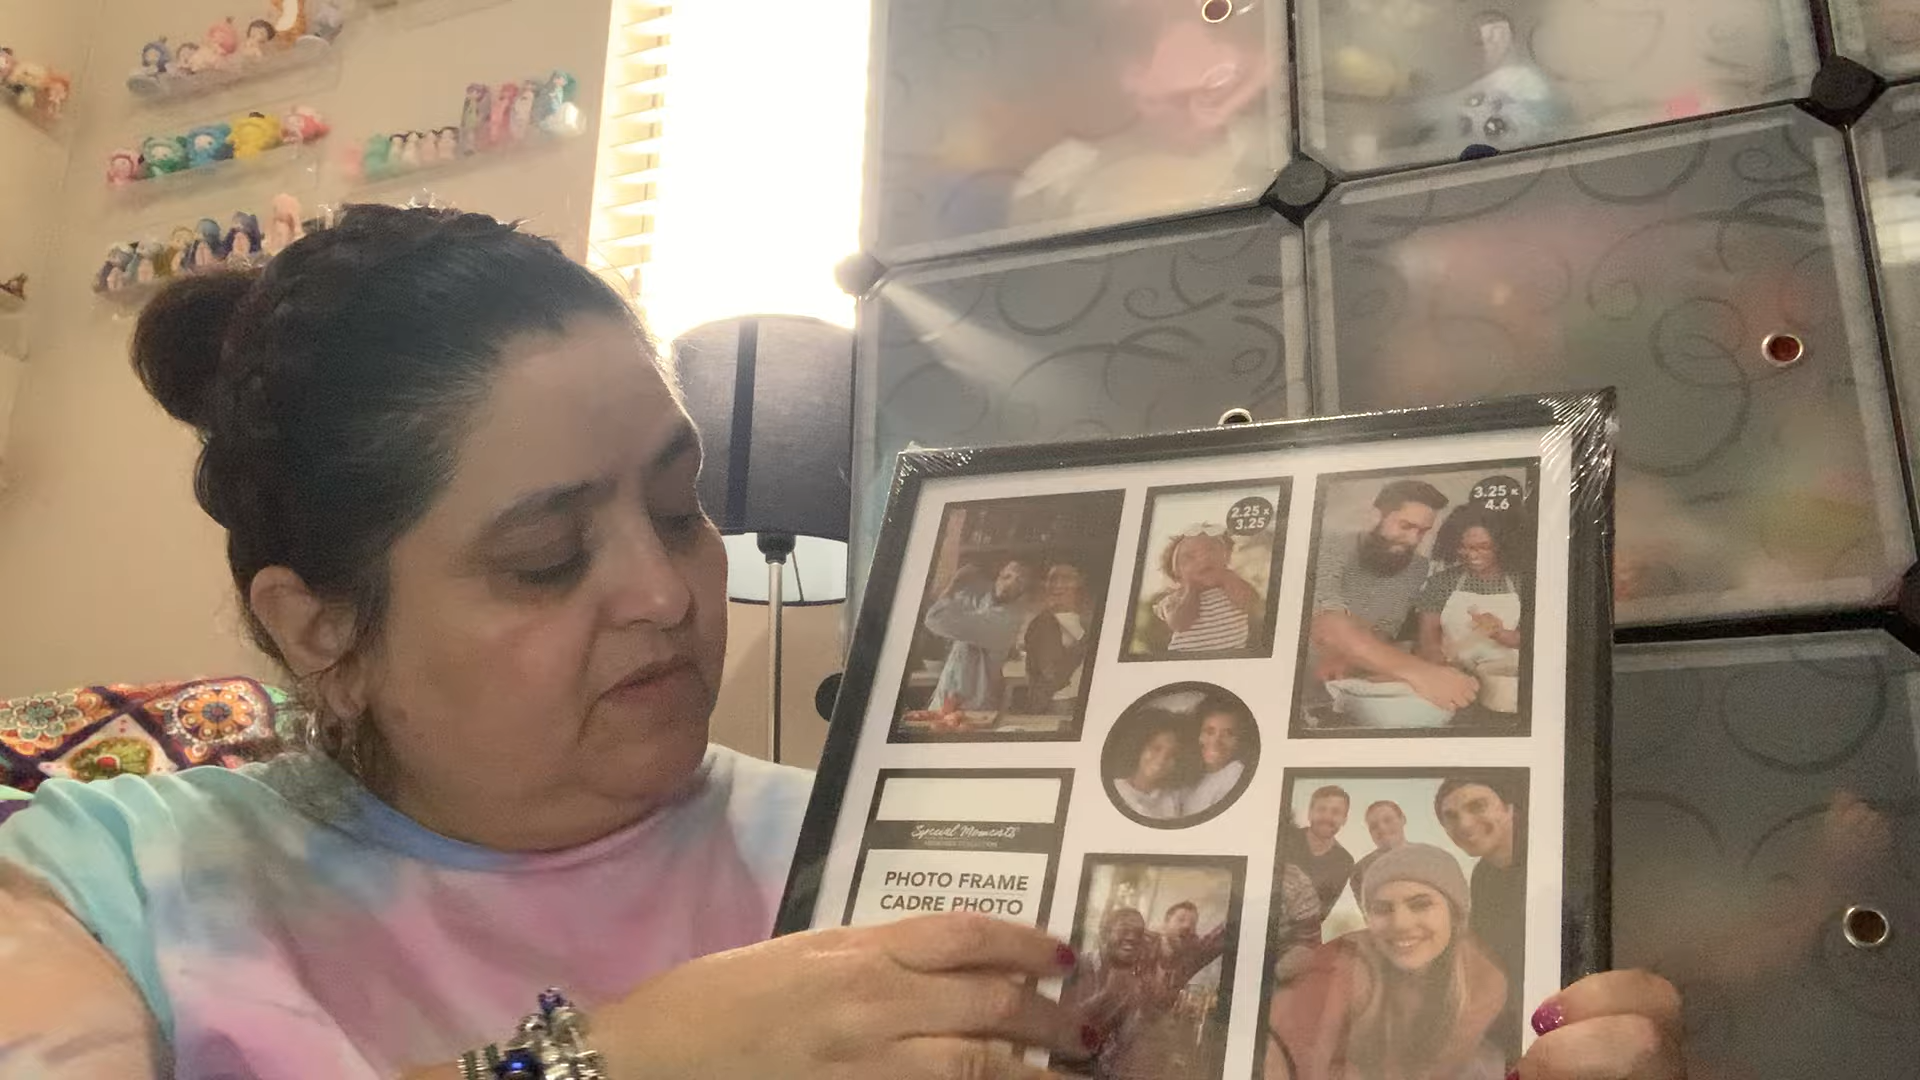 2.25 x
3.25
3.25 x
4.6
Special Moments
PHOTO FRAME
CADRE PHOTO